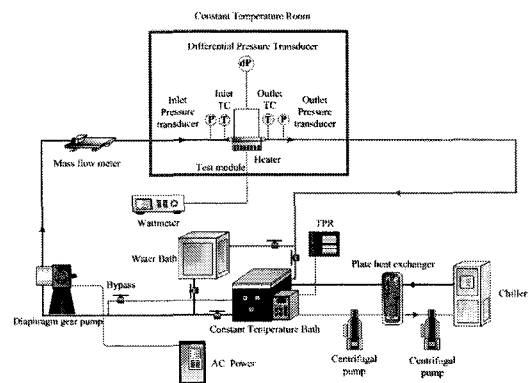 Constant Temperature Room
Differential Pressure Transducer
dP
Inlet
Pressure
transducer
Inlet
TC
Outlet
TC
Outlet
Pressure
transducer
P
T
T
P
Mass flow meter
Test module
Heater
Wattmeter
TPR
Water Bath
Plate heat exchanger
Bypass
Chiller
Diaphragm gear pump
Constant Temperature Bath
AC Power
Centrifugal
pump
Centrifugal
pump